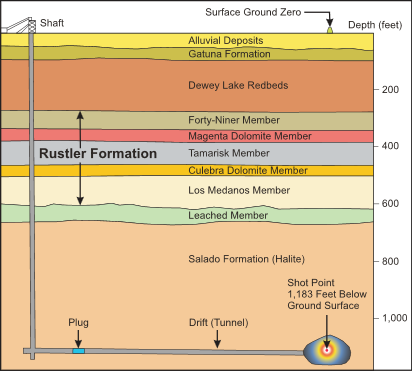 Surface Ground Zero
Shaft
Depth (feet)
Alluvial Deposits
Gatuna Formation
Dewey Lake Redbeds
200
Forty-Niner Member
Magenta Dolomite Member
400
Rustler Formation
Tamarisk Member
Culebra Dolomite Member
Los Medanos Member
600
Leached Member
Salado Formation (Halite)
800
Shot Point
1,183 Feet Below
Ground Surface
1,000
Plug
Drift (Tunnel)